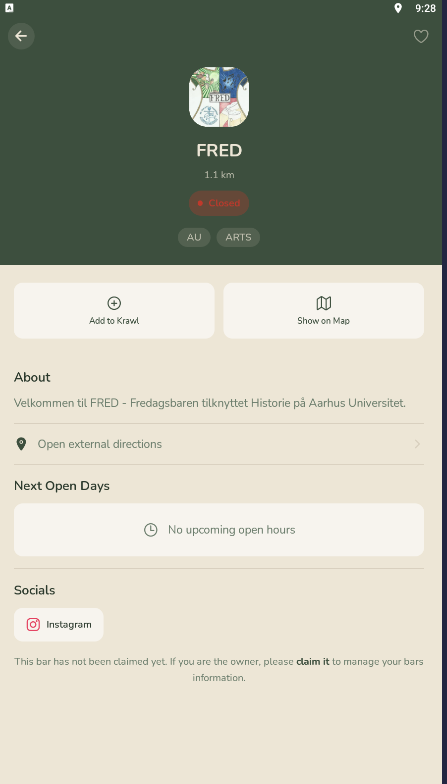 9:28
FRED
FRED
1.1 km
Closed
AU ARTS
Add to Krawl
Show on Map
About
Velkommen til FRED - Fredagsbaren tilknyttet Historie på Aarhus Universitet.
Open external directions
Next Open Days
No upcoming open hours
Socials
Instagram
This bar has not been claimed yet. If you are the owner, please claim it to manage your bars
information.